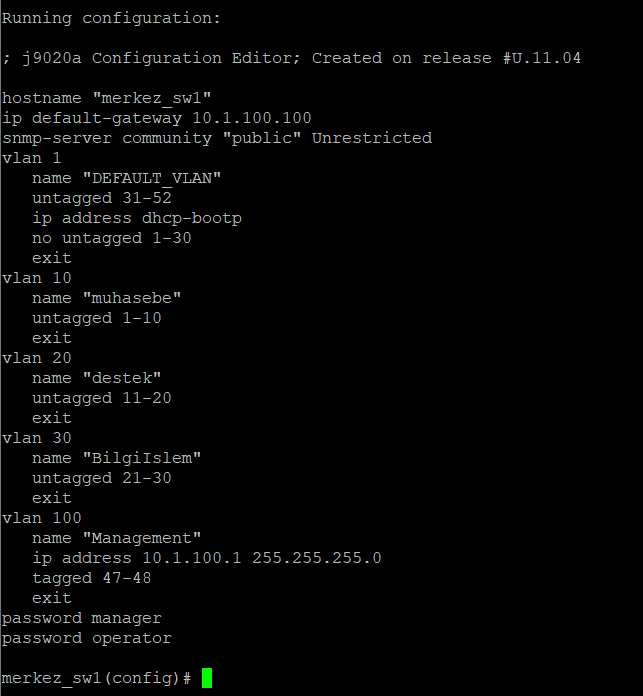 Running configuration:
; j9020a Configuration Editor; Created on release #U.11.04
hostname "merkez_sw1"
ip default-gateway 10.1.100.100
snmp-server community "public" Unrestricted
vlan 1
   name "DEFAULT_VLAN"
   untagged 31-52
   ip address dhcp-bootp
   no untagged 1-30
   exit
vlan 10
   name "muhasebe"
   untagged 1-10
   exit
vlan 20
   name "destek"
   untagged 11-20
   exit
vlan 30
   name "BilgiIslem"
   untagged 21-30
   exit
vlan 100
   name "Management"
   ip address 10.1.100.1 255.255.255.0
   tagged 47-48
   exit
password manager
password operator
merkez_sw1(config)#